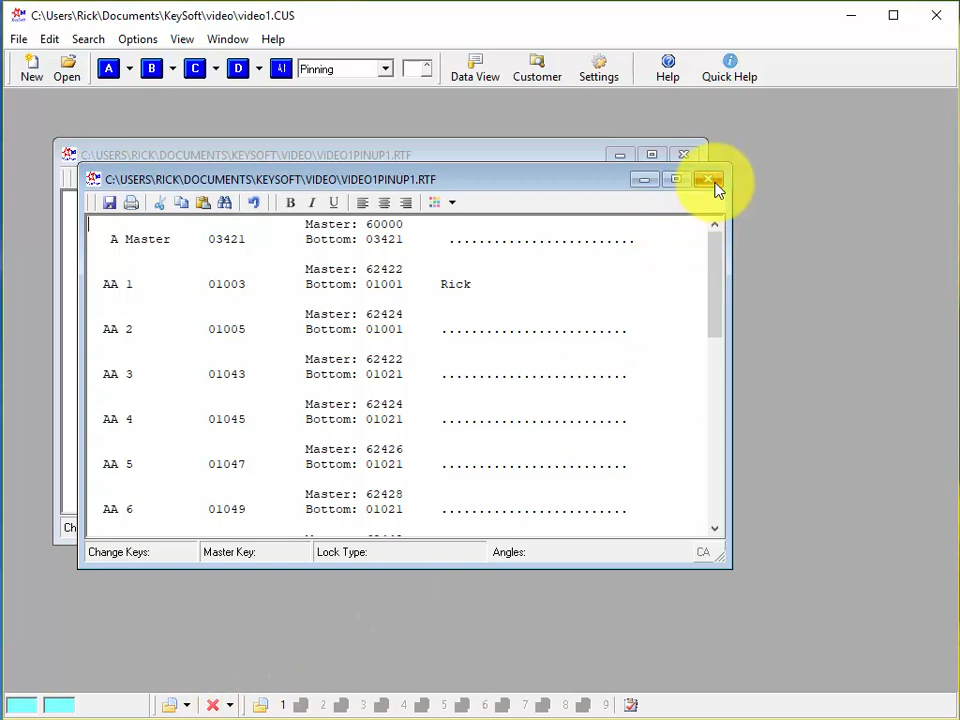 C:\Users\Rick\Documents\KeySoft\video\video1.CUS
File Edit Search Options View Window Help
New Open A B C D 4 Pinning Data View Customer Settings Help Quick Help
C:\USERS\RICK\DOCUMENTS\KEYSOFT\VIDEO\VIDEO1PINUP1.RTF
C:\USERS\RICK\DOCUMENTS\KEYSOFT\VIDEO\VIDEO1PINUP1.RTF
B I U
Master: 60000
A Master 03421 Bottom: 03421 .........................
Master: 62422
AA 1 01003 Bottom: 01001 Rick
Master: 62424
AA 2 01005 Bottom: 01001 .........................
Master: 62422
AA 3 01043 Bottom: 01021 .........................
Master: 62424
AA 4 01045 Bottom: 01021 .........................
Master: 62426
AA 5 01047 Bottom: 01021 .........................
Master: 62428
AA 6 01049 Bottom: 01021 .........................
Ch
Change Keys: Master Key: Lock Type: Angles: CA
1 2 3 4 5 6 7 8 9